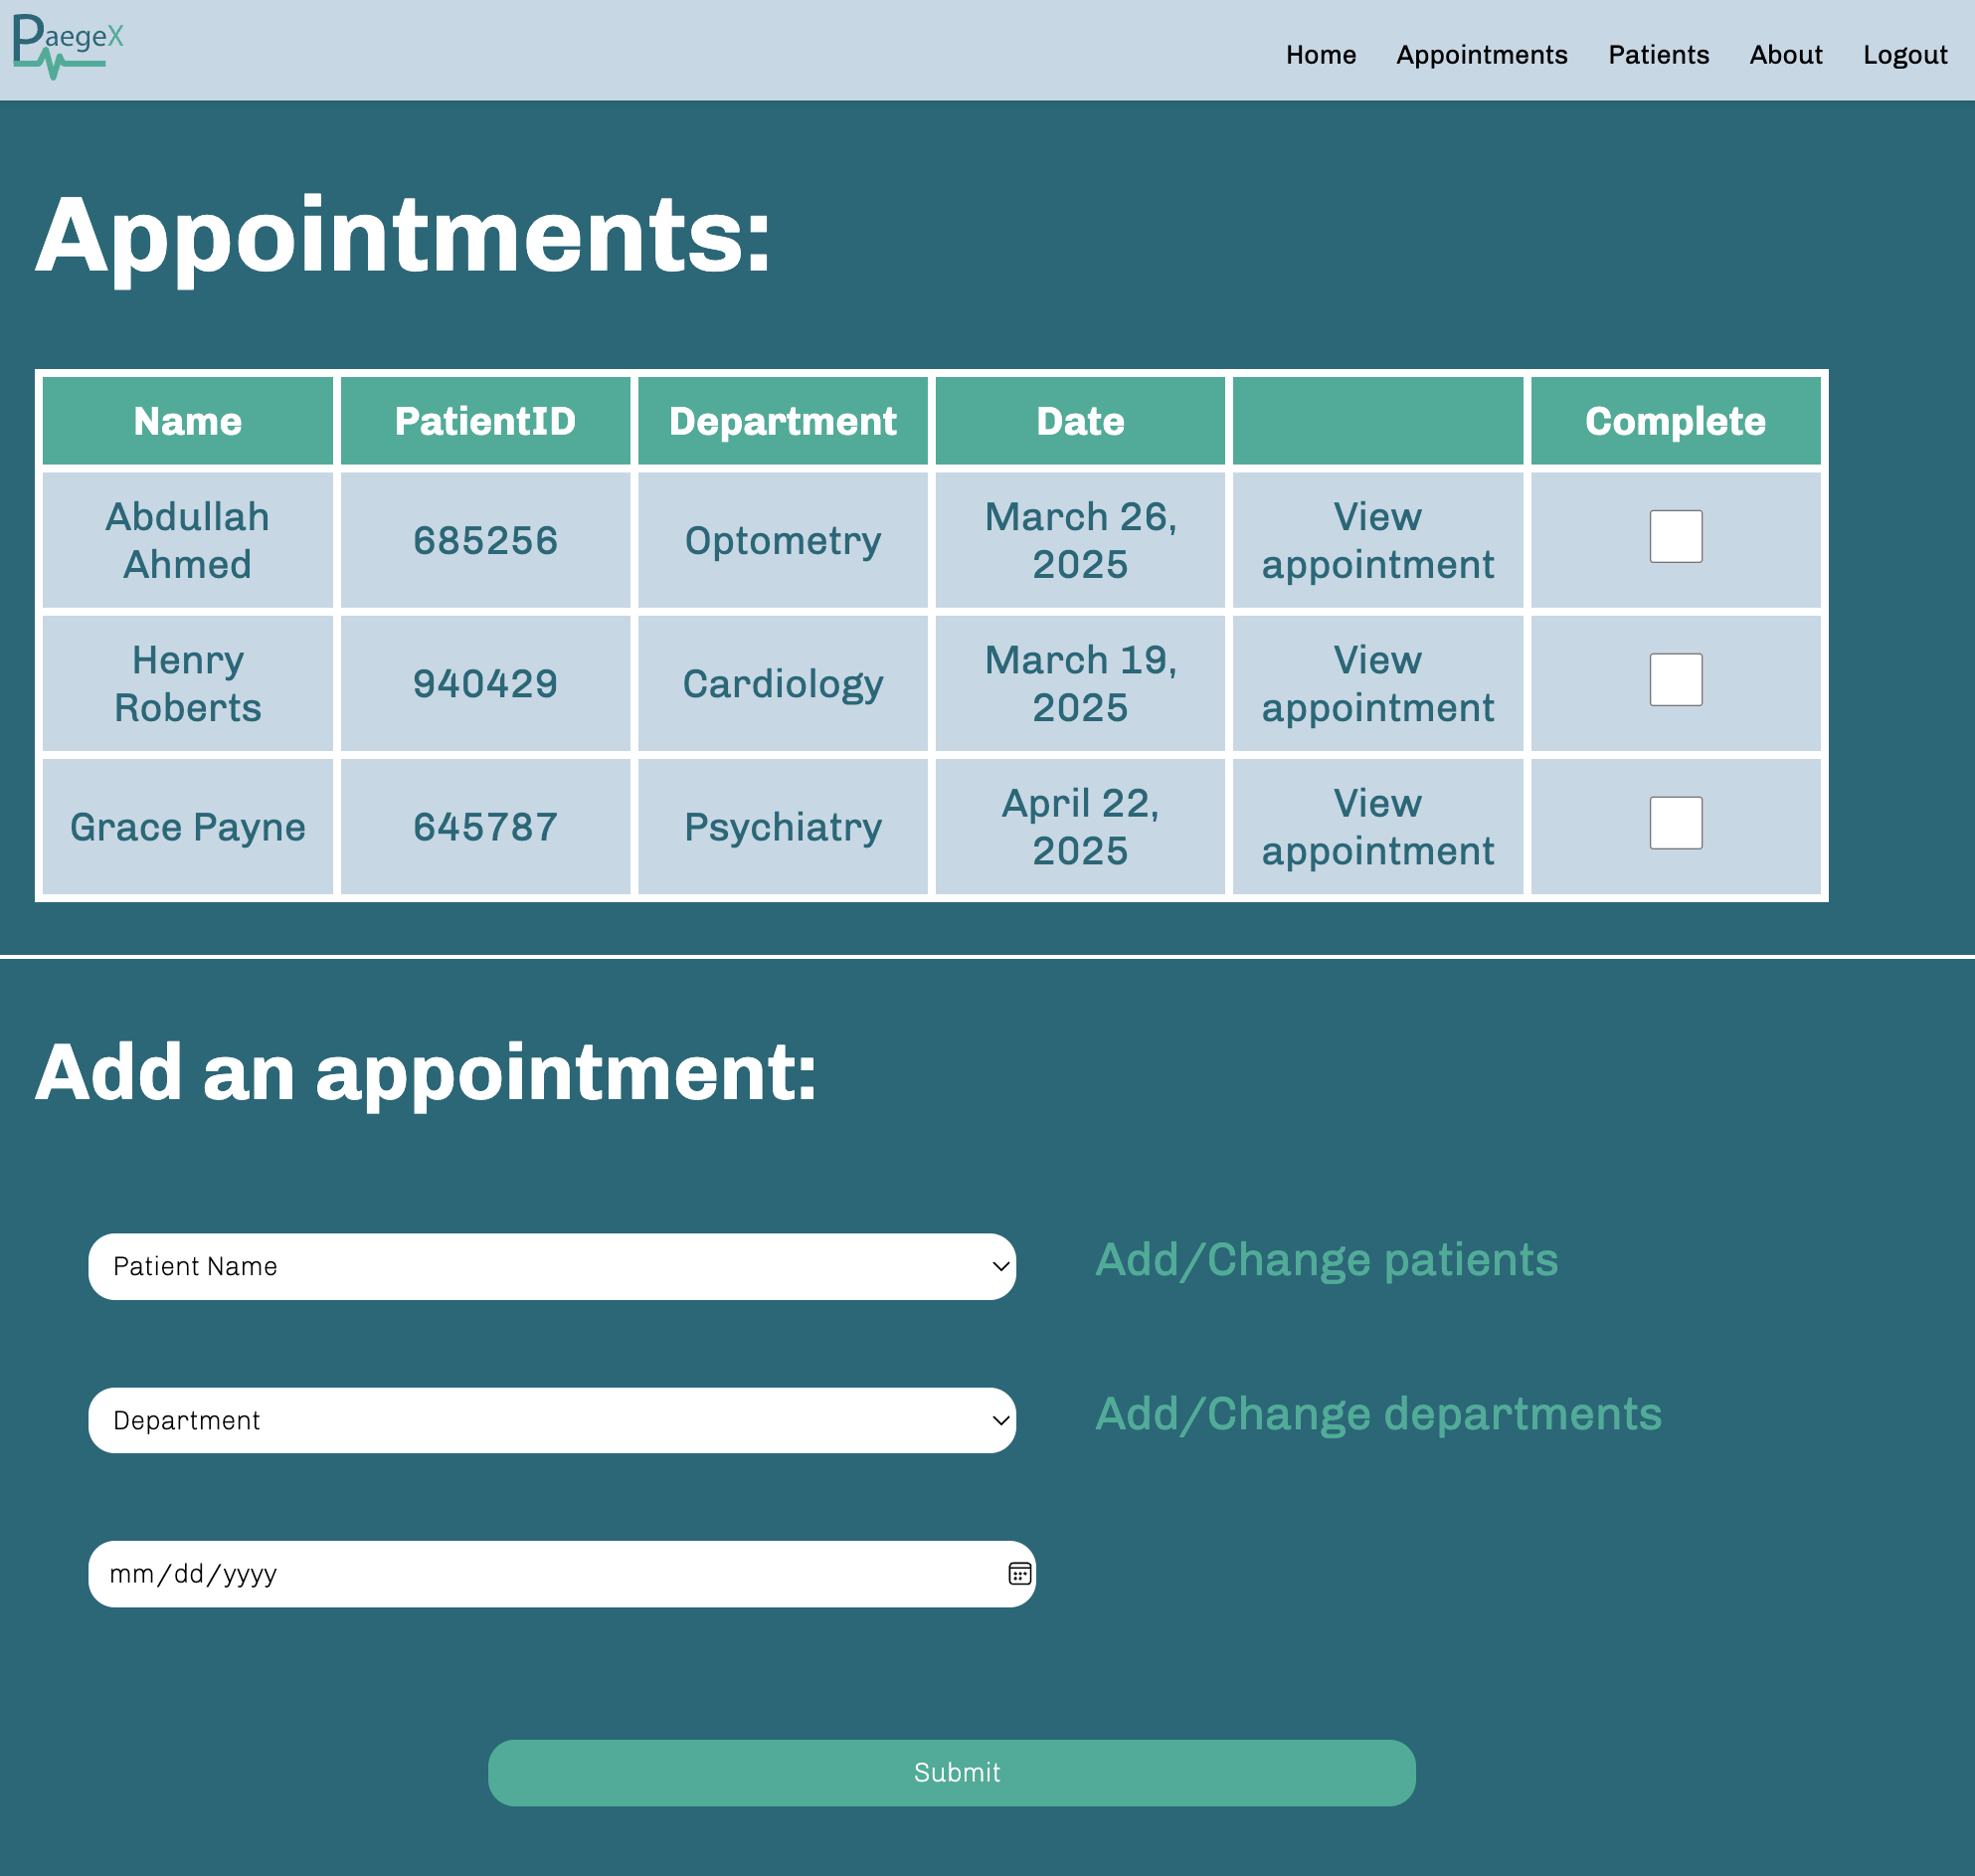 PaegeX
Home Appointments Patients About Logout
Appointments:
Name PatientID Department Date Complete
Abdullah
Ahmed
685256
Optometry
March 26,
2025
View
appointment
Henry
Roberts
940429
Cardiology
March 19,
2025
View
appointment
Grace Payne
645787
Psychiatry
April 22,
2025
View
appointment
Add an appointment:
Patient Name
Add/Change patients
Department
Add/Change departments
mm/dd/yyyy
Submit